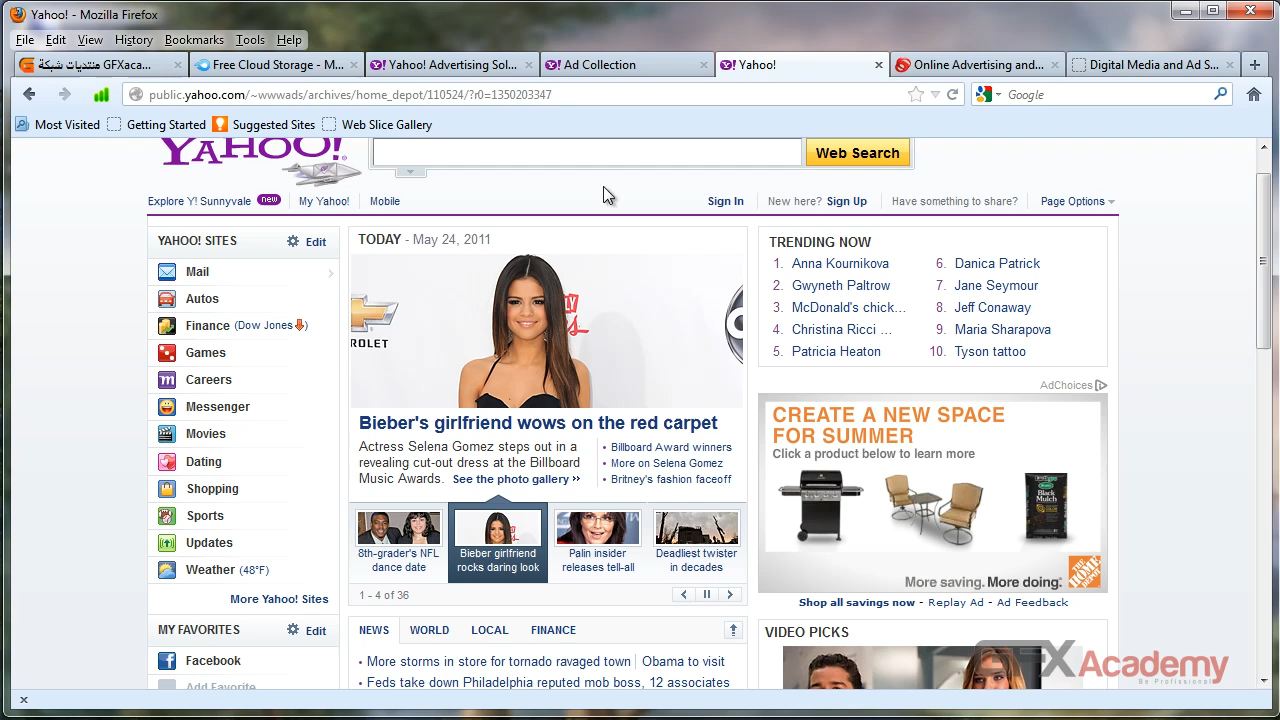 Yahoo! - Mozilla Firefox
File Edit View History Bookmarks Tools Help
منتديات شبكة GFXaca...
Free Cloud Storage - M...
Yahoo! Advertising Sol...
Ad Collection
Yahoo!
Online Advertising and...
Digital Media and Ad S...
public.yahoo.com/~wwwads/archives/home_depot/110524/?r0=1350203347
Google
Most Visited Getting Started Suggested Sites Web Slice Gallery
YAHOO!
Web Search
Explore Y! Sunnyvale new My Yahoo! Mobile
Sign In New here? Sign Up Have something to share? Page Options
YAHOO! SITES Edit
Mail
Autos
Finance (Dow Jones)
Games
Careers
Messenger
Movies
Dating
Shopping
Sports
Updates
Weather (48°F)
More Yahoo! Sites
MY FAVORITES Edit
Facebook
Add Favorite
TODAY - May 24, 2011
Bieber's girlfriend wows on the red carpet
Actress Selena Gomez steps out in a
revealing cut-out dress at the Billboard
Music Awards. See the photo gallery »
• Billboard Award winners
• More on Selena Gomez
• Britney's fashion faceoff
8th-grader's NFL
dance date
Bieber girlfriend
rocks daring look
Palin insider
releases tell-all
Deadliest twister
in decades
1 - 4 of 36
NEWS WORLD LOCAL FINANCE
• More storms in store for tornado ravaged town | Obama to visit
• Feds take down Philadelphia reputed mob boss, 12 associates
TRENDING NOW
1. Anna Kournikova
2. Gwyneth Paltrow
3. McDonald's chick...
4. Christina Ricci ...
5. Patricia Heaton
6. Danica Patrick
7. Jane Seymour
8. Jeff Conaway
9. Maria Sharapova
10. Tyson tattoo
AdChoices
CREATE A NEW SPACE
FOR SUMMER
Click a product below to learn more
Black
Mulch
More saving. More doing.
THE HOME DEPOT
Shop all savings now - Replay Ad - Ad Feedback
VIDEO PICKS
GFX Academy
Be Professional